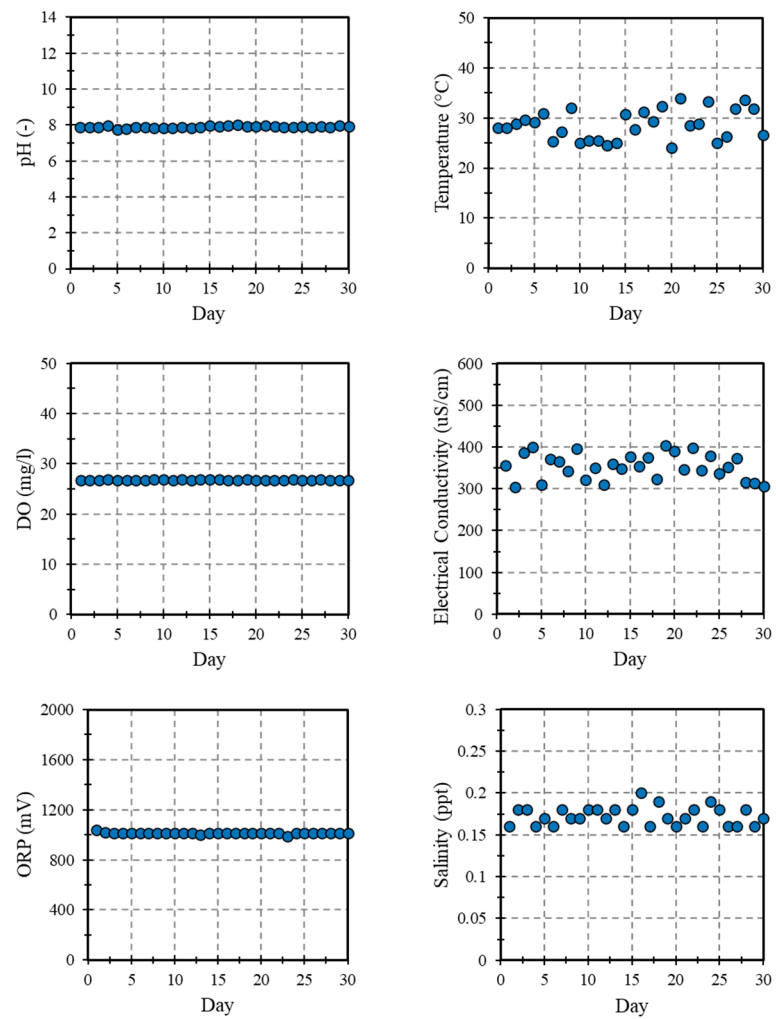 pH (-)
14
12
10
8
6
4
2
0
0 5 10 15 20 25 30
Day
Temperature (°C)
50
40
30
20
10
0
0 5 10 15 20 25 30
Day
DO (mg/l)
50
40
30
20
10
0
0 5 10 15 20 25 30
Day
Electrical Conductivity (uS/cm)
600
500
400
300
200
100
0
0 5 10 15 20 25 30
Day
ORP (mV)
2000
1600
1200
800
400
0
0 5 10 15 20 25 30
Day
Salinity (ppt)
0.3
0.25
0.2
0.15
0.1
0.05
0
0 5 10 15 20 25 30
Day